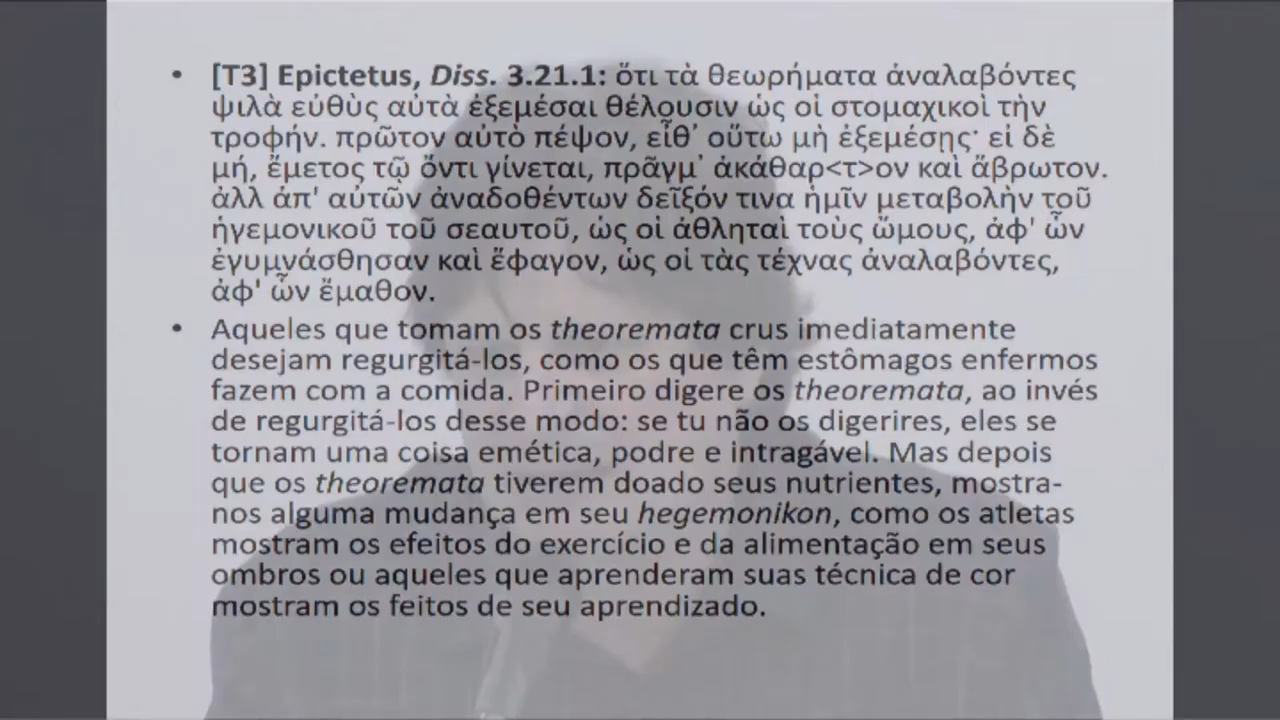 • [T3] Epictetus, Diss. 3.21.1: ὅτι τὰ θεωρήματα ἀναλαβόντες
ψιλὰ εὐθὺς αὐτὰ ἐξεμέσαι θέλουσιν ὡς οἱ στομαχικοὶ τὴν
τροφήν. πρῶτον αὐτὸ πέψον, εἶθ᾽ οὕτω μὴ ἐξεμέσῃς· εἰ δὲ
μή, ἔμετος τῷ ὄντι γίνεται, πρᾶγμ᾽ ἀκάθαρ<τ>ον καὶ ἄβρωτον.
ἀλλ ἀπ' αὐτῶν ἀναδοθέντων δεῖξόν τινα ἡμῖν μεταβολὴν τοῦ
ἡγεμονικοῦ τοῦ σεαυτοῦ, ὡς οἱ ἀθληταὶ τοὺς ὤμους, ἀφ' ὧν
ἐγυμνάσθησαν καὶ ἔφαγον, ὡς οἱ τὰς τέχνας ἀναλαβόντες,
ἀφ' ὧν ἔμαθον.
• Aqueles que tomam os theoremata crus imediatamente
desejam regurgitá-los, como os que têm estômagos enfermos
fazem com a comida. Primeiro digere os theoremata, ao invés
de regurgitá-los desse modo: se tu não os digerires, eles se
tornam uma coisa emética, podre e intragável. Mas depois
que os theoremata tiverem doado seus nutrientes, mostra-
nos alguma mudança em seu hegemonikon, como os atletas
mostram os efeitos do exercício e da alimentação em seus
ombros ou aqueles que aprenderam suas técnica de cor
mostram os feitos de seu aprendizado.